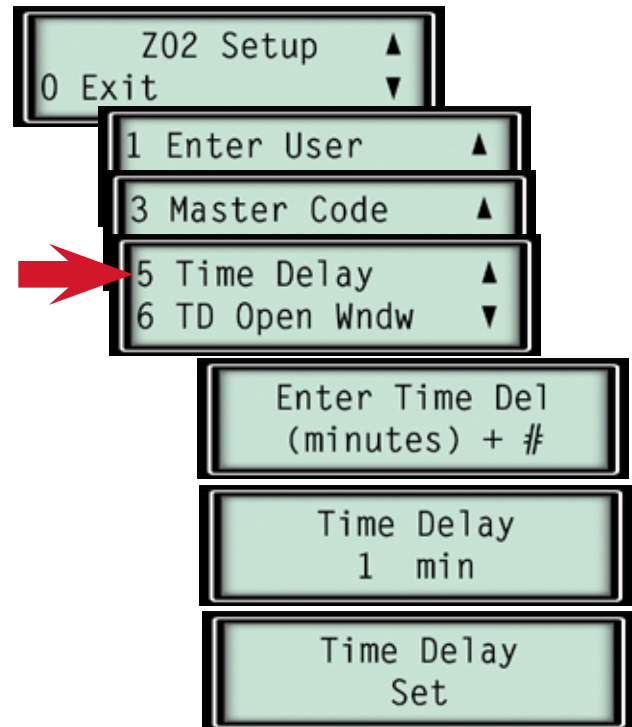 Z02 Setup ▲
0 Exit ▼
1 Enter User ▲
3 Master Code ▲
5 Time Delay ▲
6 TD Open Wndw ▼
Enter Time Del
(minutes) + #
Time Delay
1 min
Time Delay
Set